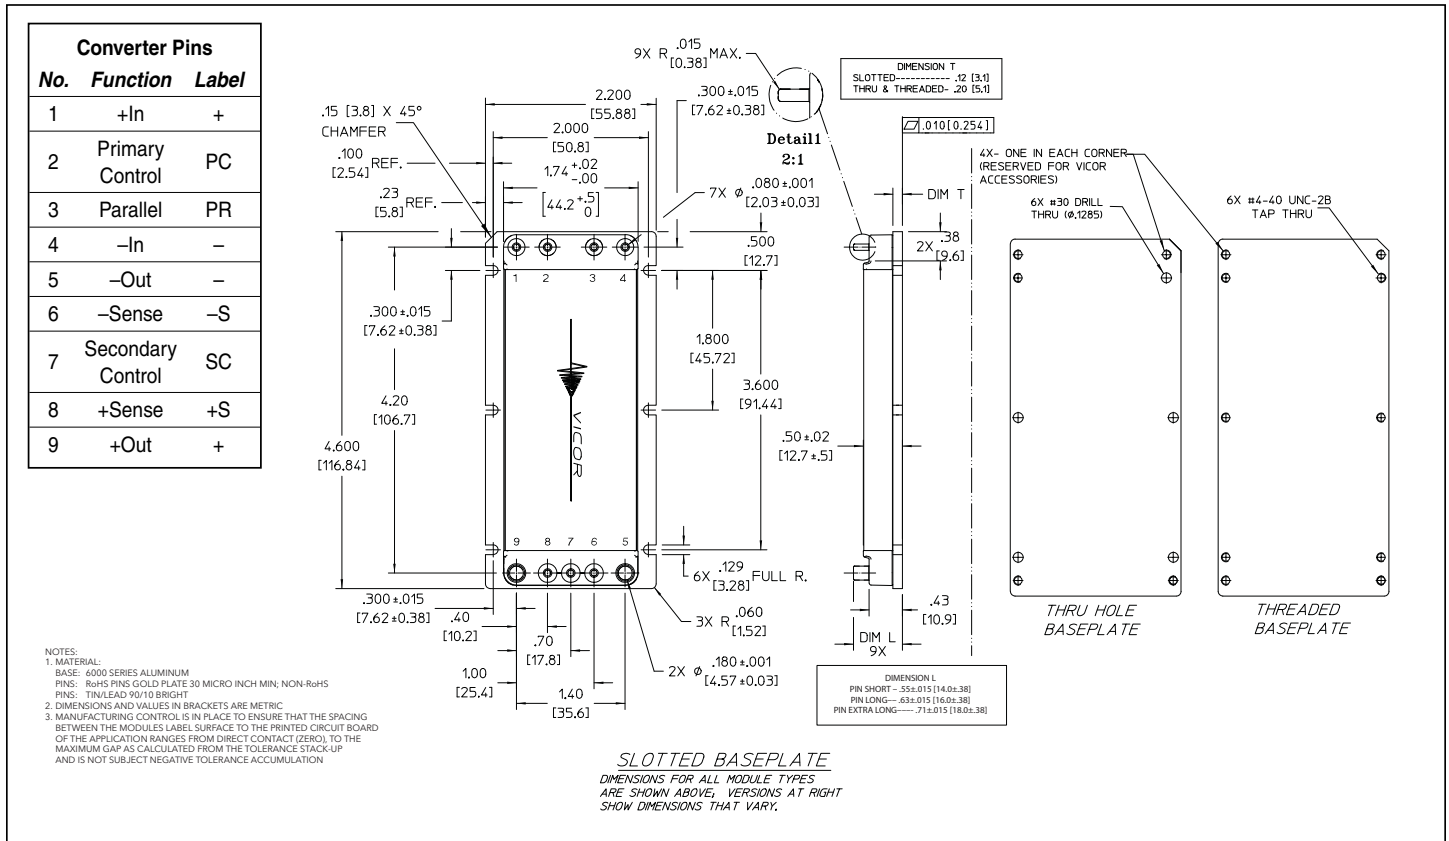 Converter Pins
No. Function Label
1 +In +
2 Primary Control PC
3 Parallel PR
4 –In –
5 –Out –
6 –Sense –S
7 Secondary Control SC
8 +Sense +S
9 +Out +
9X R .015 [0.38] MAX.
DIMENSION T
SLOTTED----------- .12 [3.1]
THRU & THREADED- .20 [5.1]
.15 [3.8] X 45°
CHAMFER
2.200
[55.88]
.300 ±.015
[7.62 ±0.38]
Detail1
2:1
.010[0.254]
2.000
[50.8]
.100
[2.54] REF.
1.74 +.02 -.00
[44.2 +.5 0]
.23
[5.8] REF.
7X ø .080 ±.001
[2.03 ±0.03]
DIM T
4X- ONE IN EACH CORNER
(RESERVED FOR VICOR
ACCESSORIES)
6X #30 DRILL
THRU (ø.1285)
6X #4-40 UNC-2B
TAP THRU
.500
[12.7]
2X .38
[9.6]
1 2 3 4
.300 ±.015
[7.62 ±0.38]
1.800
[45.72]
3.600
[91.44]
4.20
[106.7]
4.600
[116.84]
VICOR
.50 ±.02
[12.7 ±.5]
9 8 7 6 5
6X .129
[3.28] FULL R.
.300 ±.015
[7.62 ±0.38]
.40
[10.2]
.70
[17.8]
3X R .060
[1.52]
.43
[10.9]
DIM L
9X
THRU HOLE
BASEPLATE
THREADED
BASEPLATE
1.00
[25.4]
1.40
[35.6]
2X ø .180 ±.001
[4.57 ±0.03]
DIMENSION L
PIN SHORT – .55±.015 [14.0±.38]
PIN LONG–-- .63±.015 [16.0±.38]
PIN EXTRA LONG–--- .71±.015 [18.0±.38]
NOTES:
1. MATERIAL:
BASE: 6000 SERIES ALUMINUM
PINS: RoHS PINS GOLD PLATE 30 MICRO INCH MIN; NON-RoHS
PINS: TIN/LEAD 90/10 BRIGHT
2. DIMENSIONS AND VALUES IN BRACKETS ARE METRIC
3. MANUFACTURING CONTROL IS IN PLACE TO ENSURE THAT THE SPACING
BETWEEN THE MODULES LABEL SURFACE TO THE PRINTED CIRCUIT BOARD
OF THE APPLICATION RANGES FROM DIRECT CONTACT (ZERO), TO THE
MAXIMUM GAP AS CALCULATED FROM THE TOLERANCE STACK-UP
AND IS NOT SUBJECT NEGATIVE TOLERANCE ACCUMULATION
SLOTTED BASEPLATE
DIMENSIONS FOR ALL MODULE TYPES
ARE SHOWN ABOVE; VERSIONS AT RIGHT
SHOW DIMENSIONS THAT VARY.